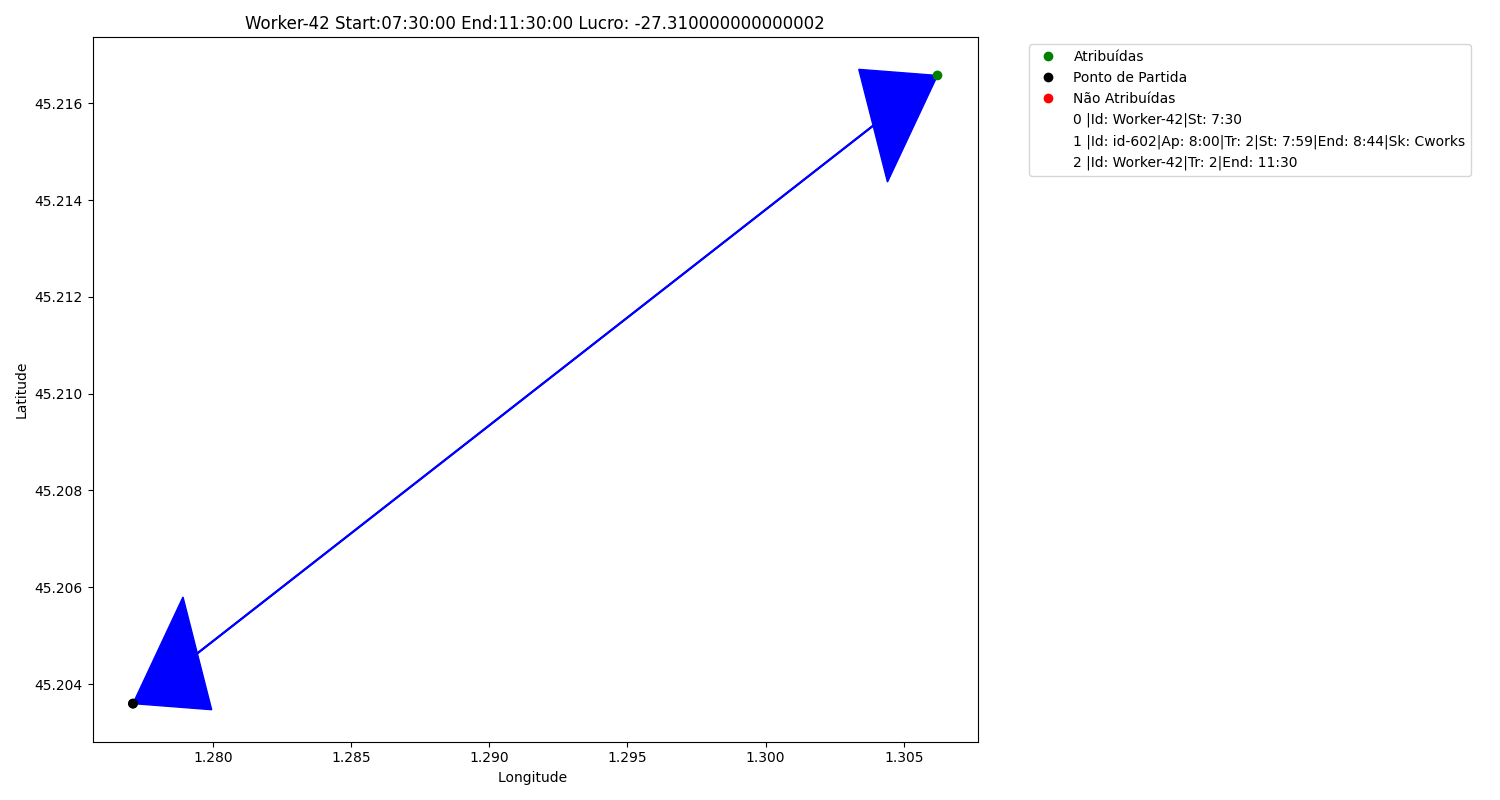 Worker-42 Start:07:30:00 End:11:30:00 Lucro: -27.310000000000002
Atribuídas
Ponto de Partida
Não Atribuídas
0 |Id: Worker-42|St: 7:30
1 |Id: id-602|Ap: 8:00|Tr: 2|St: 7:59|End: 8:44|Sk: Cworks
2 |Id: Worker-42|Tr: 2|End: 11:30
45.216
45.214
45.212
45.210
45.208
45.206
45.204
Latitude
1.280
1.285
1.290
1.295
1.300
1.305
Longitude